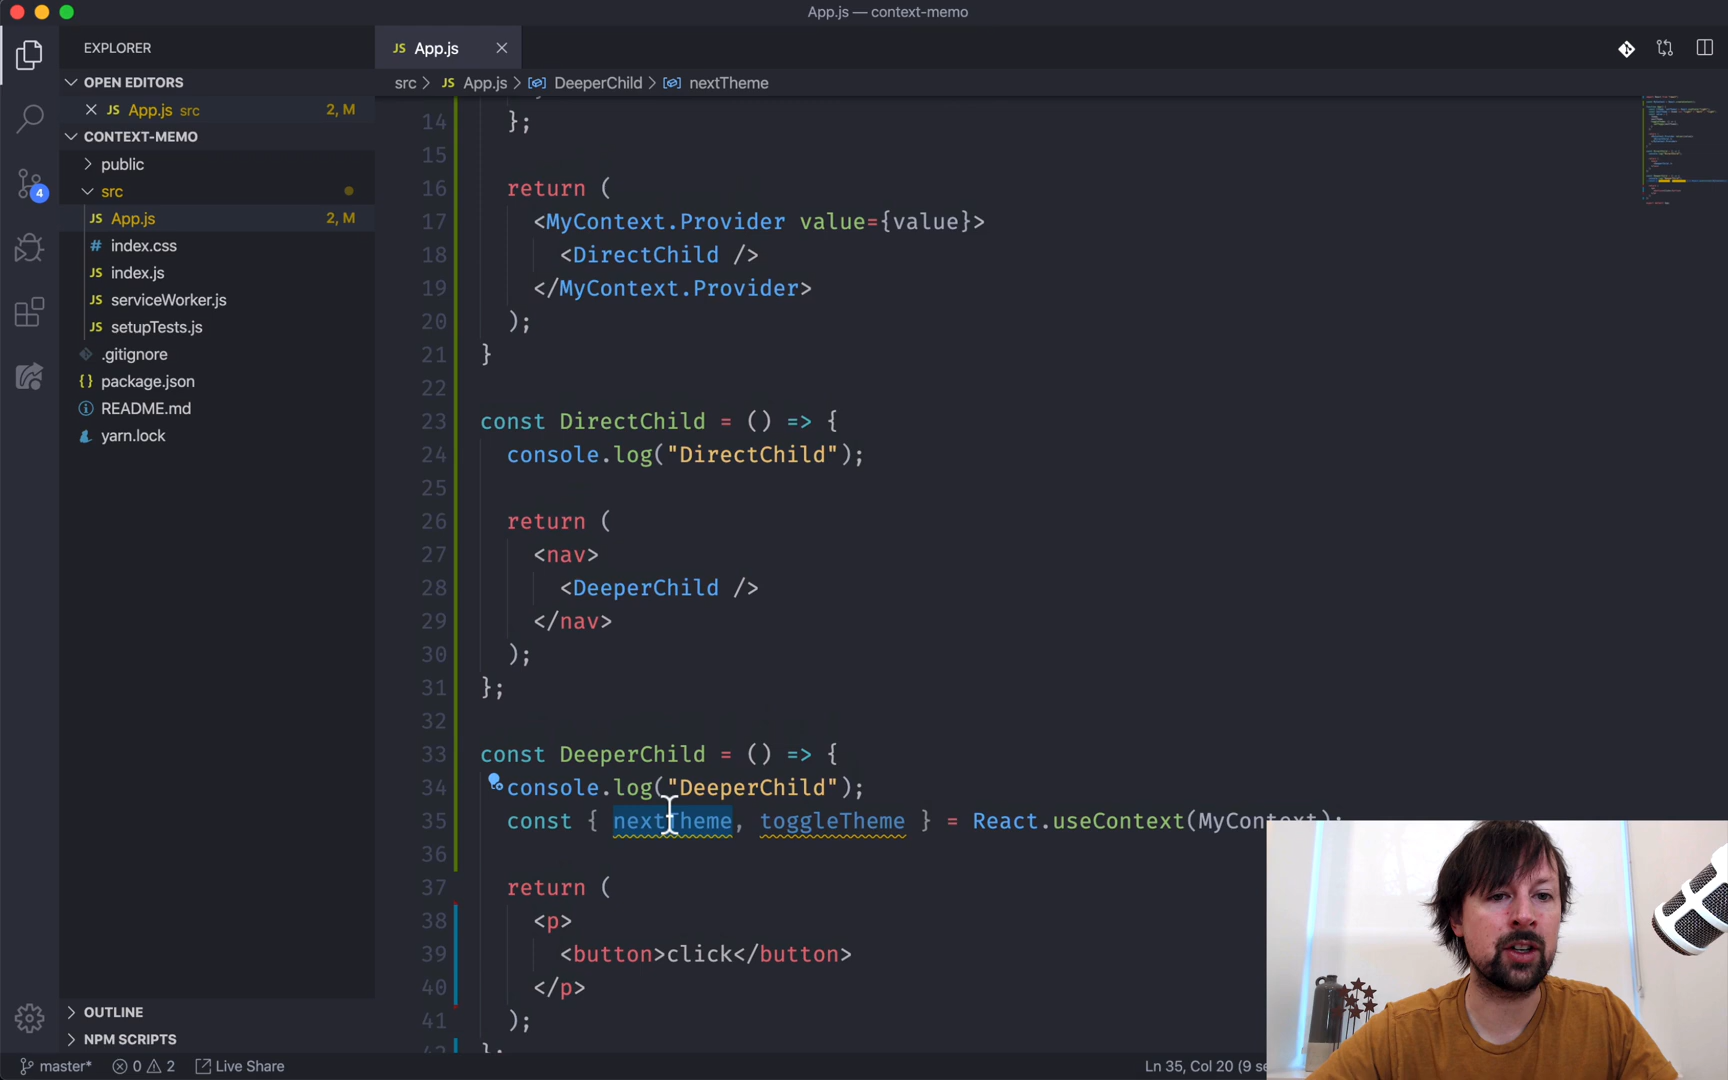 App.js — context-memo
EXPLORER
JS App.js
OPEN EDITORS
src > JS App.js > DeeperChild > nextTheme
JS App.js src 2, M
CONTEXT-MEMO
public
src
JS App.js 2, M
# index.css
JS index.js
JS serviceWorker.js
JS setupTests.js
.gitignore
{} package.json
README.md
yarn.lock
4
OUTLINE
NPM SCRIPTS
14 };
15
16 return (
17 <MyContext.Provider value={value}>
18 <DirectChild />
19 </MyContext.Provider>
20 );
21 }
22
23 const DirectChild = () => {
24 console.log("DirectChild");
25
26 return (
27 <nav>
28 <DeeperChild />
29 </nav>
30 );
31 };
32
33 const DeeperChild = () => {
34 console.log("DeeperChild");
35 const { nextTheme, toggleTheme } = React.useContext(MyContext);
36
37 return (
38 <p>
39 <button>click</button>
40 </p>
41 );
master* 0 2 Live Share
Ln 35, Col 20 (9 se